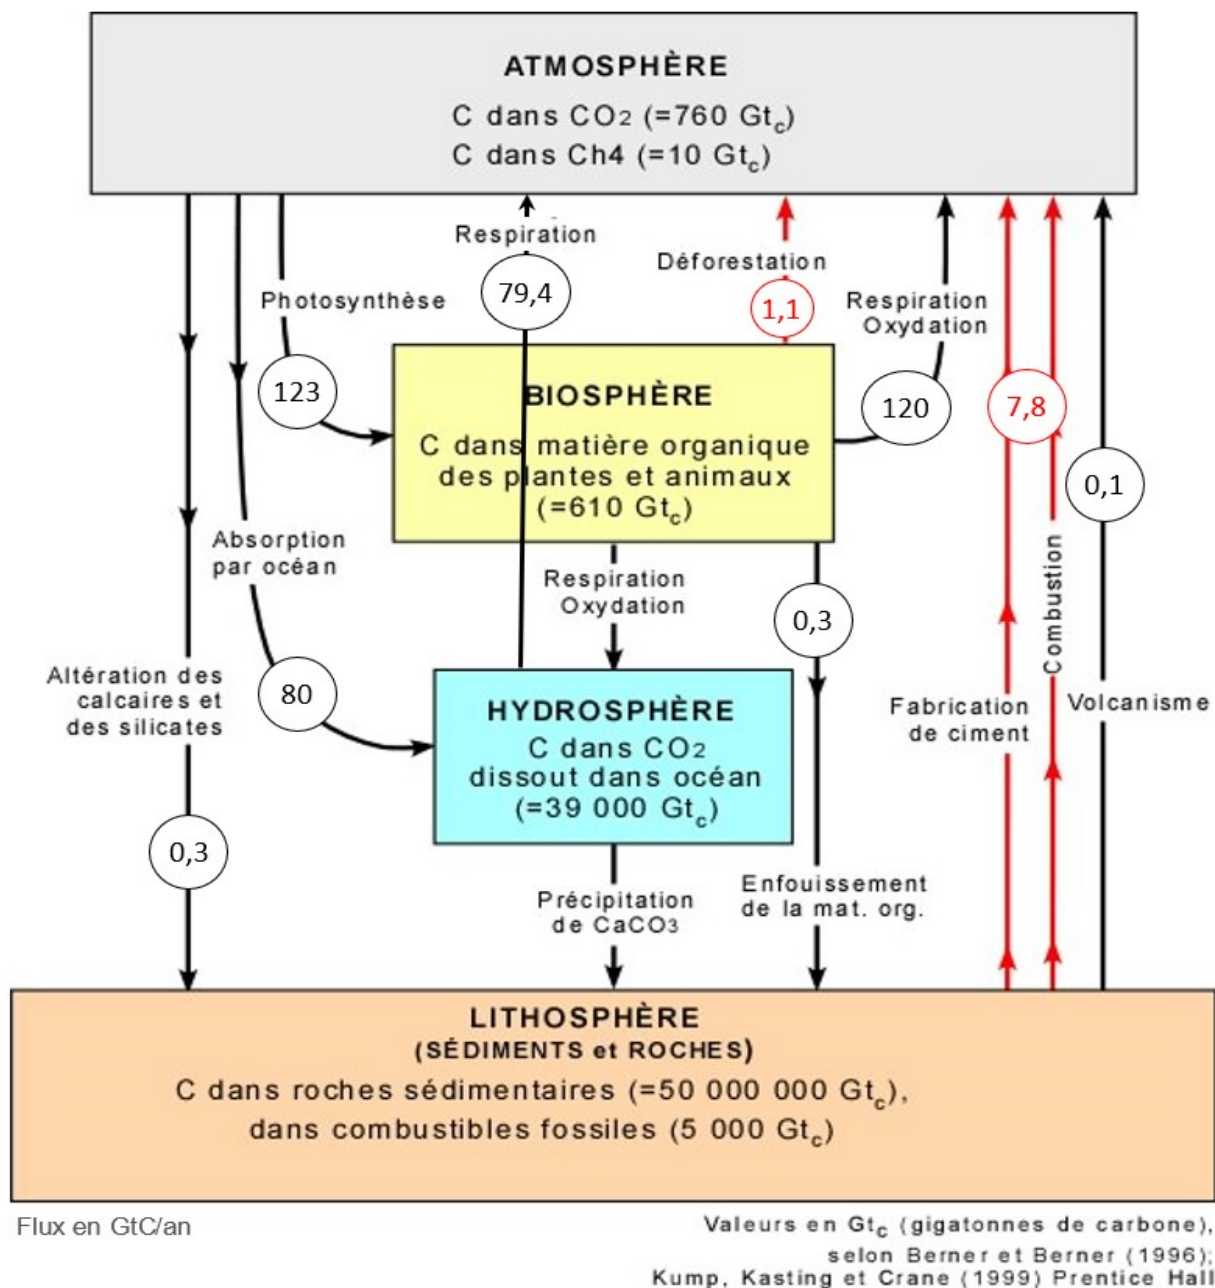 ATMOSPHÈRE
C dans CO2 (=760 Gtc)
C dans Ch4 (=10 Gtc)
Respiration
Déforestation
Photosynthèse
79,4
1,1
Respiration
Oxydation
123
BIOSPHÈRE
C dans matière organique
des plantes et animaux
(=610 Gtc)
120
7,8
0,1
Absorption
par océan
Respiration
Oxydation
0,3
Combustion
Altération des
calcaires et
des silicates
80
HYDROSPHÈRE
C dans CO2
dissout dans océan
(=39 000 Gtc)
Fabrication
de ciment
Volcanisme
0,3
Précipitation
de CaCO3
Enfouissement
de la mat. org.
LITHOSPHÈRE
(SÉDIMENTS et ROCHES)
C dans roches sédimentaires (=50 000 000 Gtc),
dans combustibles fossiles (5 000 Gtc)
Flux en GtC/an
Valeurs en Gtc (gigatonnes de carbone),
selon Berner et Berner (1996);
Kump, Kasting et Crane (1999) Prentice Hall